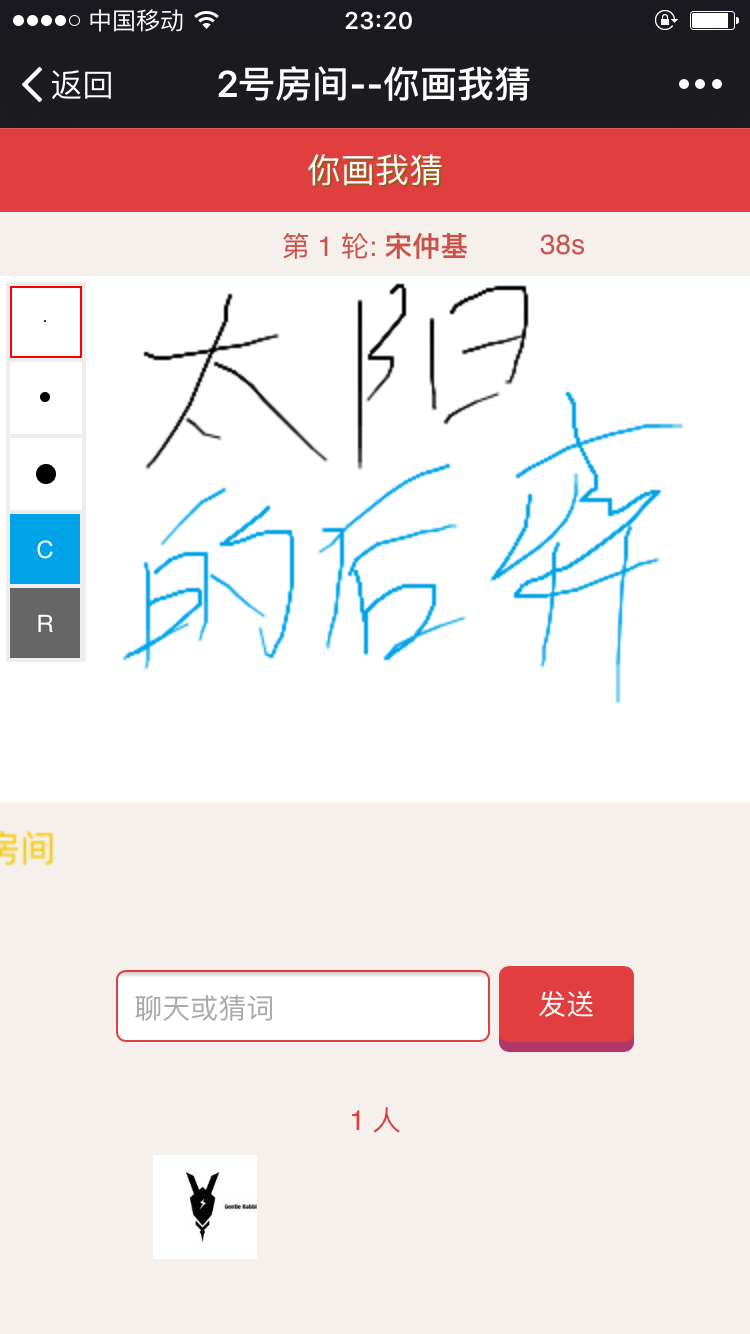 中国移动 23:20
返回 2号房间--你画我猜
你画我猜
第 1 轮: 宋仲基 38s
太阳
的后弈
C
R
房间
聊天或猜词 发送
1 人
Gentle Rabbi